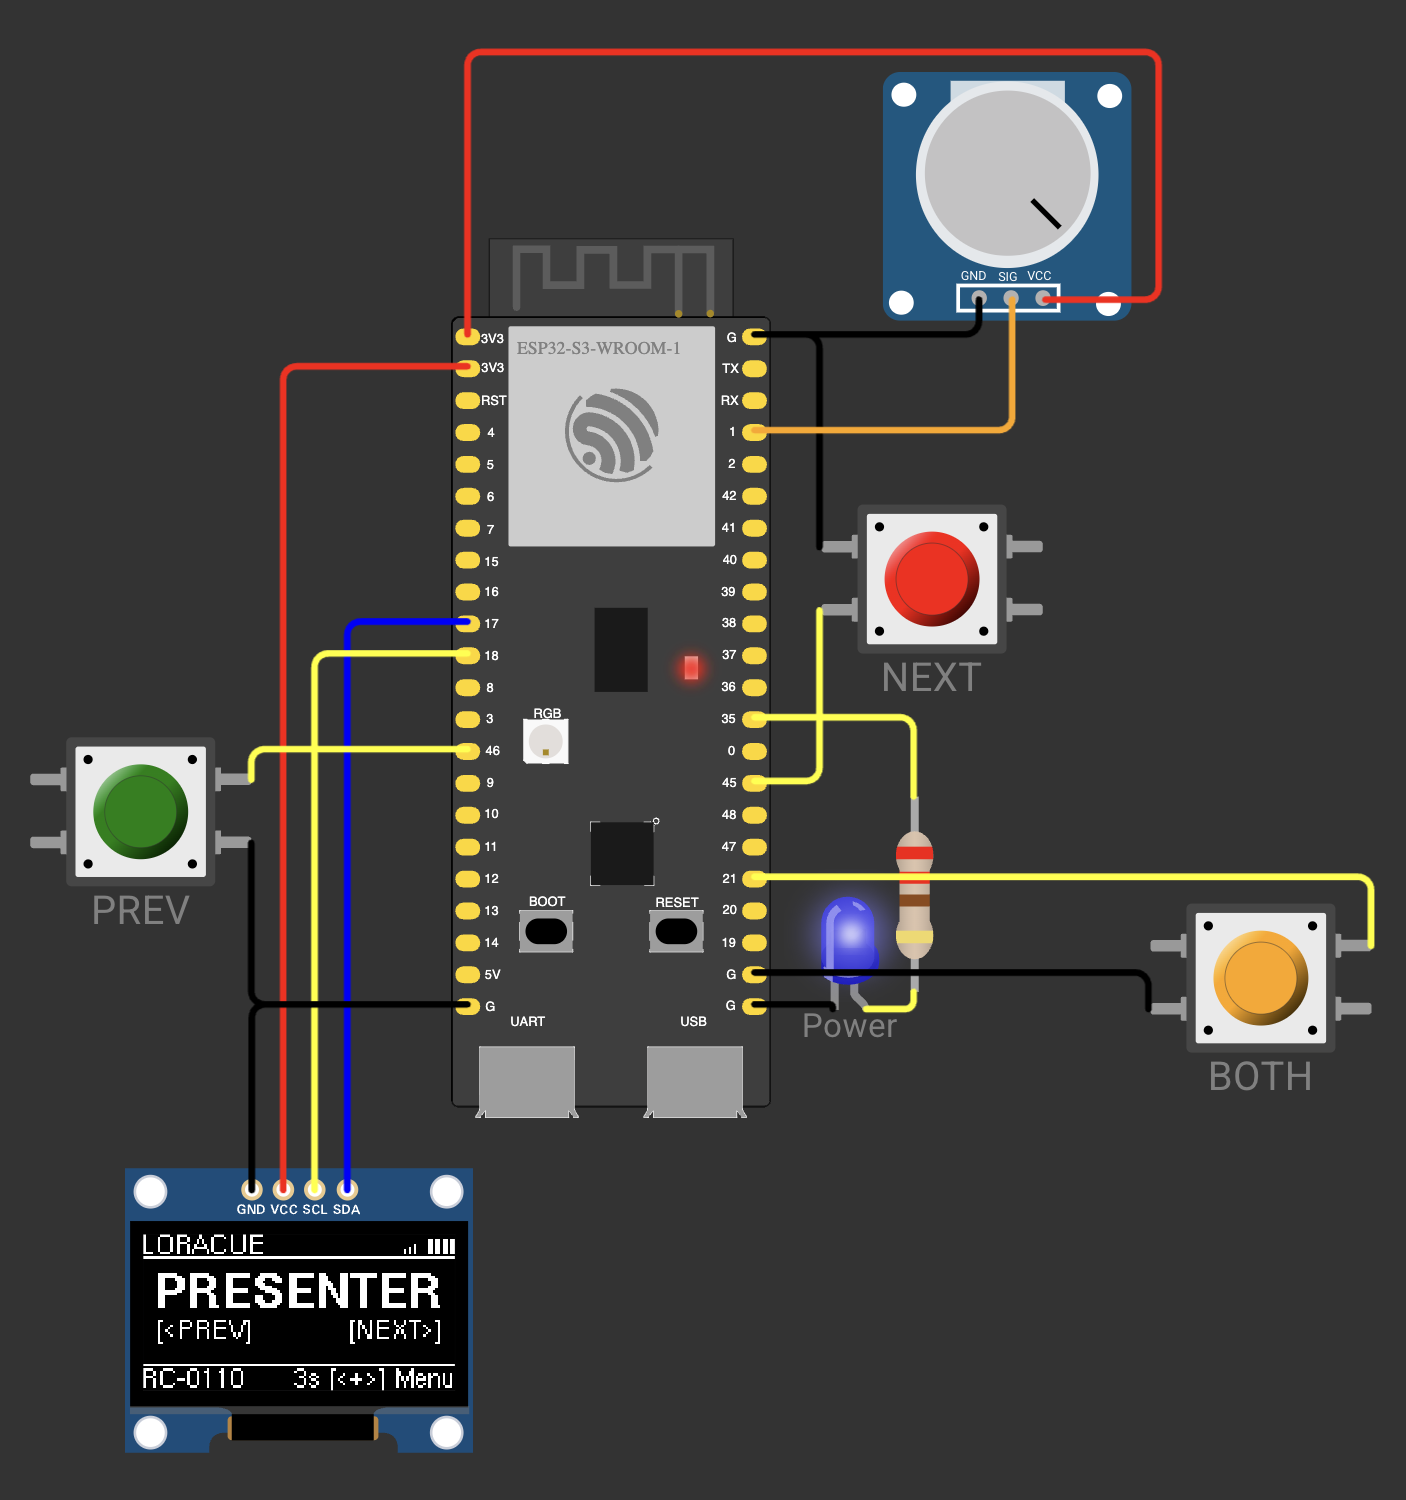 GND SIG VCC
ESP32-S3-WROOM-1
3V3 G
3V3 TX
RST RX
4 1
5 2
6 42
7 41
15 40
16 39
17 38
18 37
8 36
3 35
RGB
46 0
9 45
10 48
11 47
12 21
13 20
14 19
5V G
G G
BOOT RESET
UART USB
NEXT
PREV
Power
BOTH
GND VCC SCL SDA
LORACUE
PRESENTER
[<PREV] [NEXT>]
RC-0110 3s [<+>] Menu